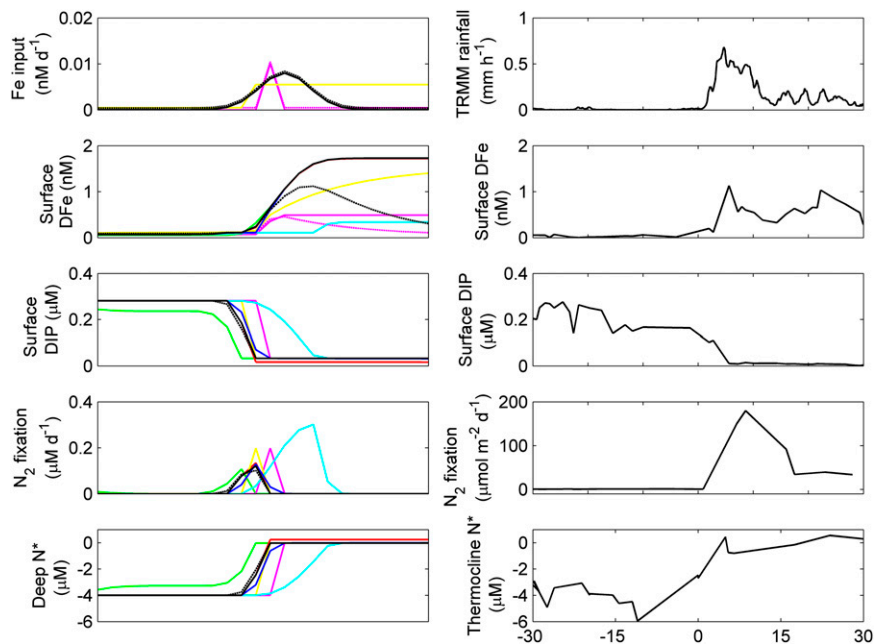 Fe input
(nM d⁻¹)
0.02
0.01
0
Surface
DFe (nM)
2
1
0
Surface
DIP (μM)
0.4
0.2
0
N₂ fixation
(μM d⁻¹)
0.4
0.2
0
Deep N*
(μM)
0
-2
-4
-6
TRMM rainfall
(mm h⁻¹)
1
0.5
0
Surface DFe
(nM)
2
1
0
Surface DIP
(μM)
0.4
0.2
0
N₂ fixation
(μmol m⁻² d⁻¹)
200
100
0
Thermocline N*
(μM)
0
-2
-4
-6
-30 -15 0 15 30